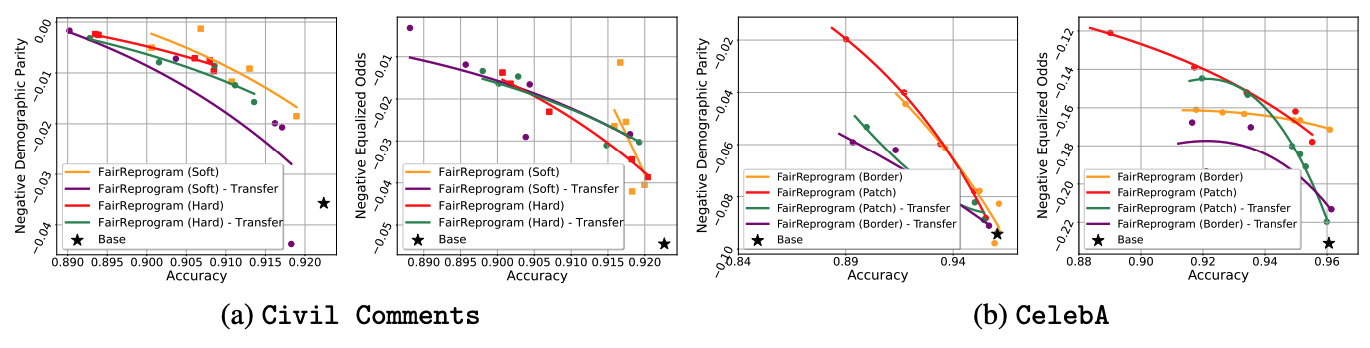 Negative Demographic Parity
0.00
−0.01
−0.02
−0.03
−0.04
FairReprogram (Soft)
FairReprogram (Soft) - Transfer
FairReprogram (Hard)
FairReprogram (Hard) - Transfer
Base
0.890 0.895 0.900 0.905 0.910 0.915 0.920
Accuracy
Negative Equalized Odds
−0.01
−0.02
−0.03
−0.04
−0.05
FairReprogram (Soft)
FairReprogram (Soft) - Transfer
FairReprogram (Hard)
FairReprogram (Hard) - Transfer
Base
0.890 0.895 0.900 0.905 0.910 0.915 0.920
Accuracy
(a) Civil Comments
Negative Demographic Parity
−0.02
−0.04
−0.06
−0.08
−0.10
FairReprogram (Border)
FairReprogram (Patch)
FairReprogram (Patch) - Transfer
FairReprogram (Border) - Transfer
Base
0.84 0.89 0.94
Accuracy
Negative Equalized Odds
−0.12
−0.14
−0.16
−0.18
−0.20
−0.22
FairReprogram (Border)
FairReprogram (Patch)
FairReprogram (Patch) - Transfer
FairReprogram (Border) - Transfer
Base
0.88 0.90 0.92 0.94 0.96
Accuracy
(b) CelebA